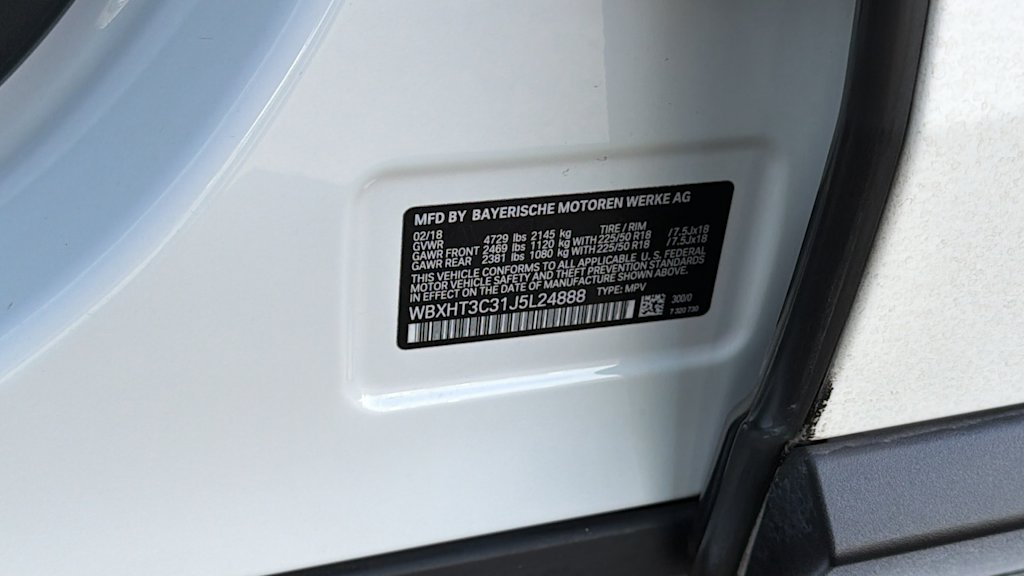 MFD BY BAYERISCHE MOTOREN WERKE AG
02/18 TIRE / RIM
GVWR 4729 lbs 2145 kg
GAWR FRONT 2469 lbs 1120 kg WITH 225/50 R18 /7.5Jx18
GAWR REAR 2381 lbs 1080 kg WITH 225/50 R18 /7.5Jx18
THIS VEHICLE CONFORMS TO ALL APPLICABLE U.S. FEDERAL
MOTOR VEHICLE SAFETY AND THEFT PREVENTION STANDARDS
IN EFFECT ON THE DATE OF MANUFACTURE SHOWN ABOVE.
WBXHT3C31J5L24888 TYPE: MPV
300/0
7 320 730